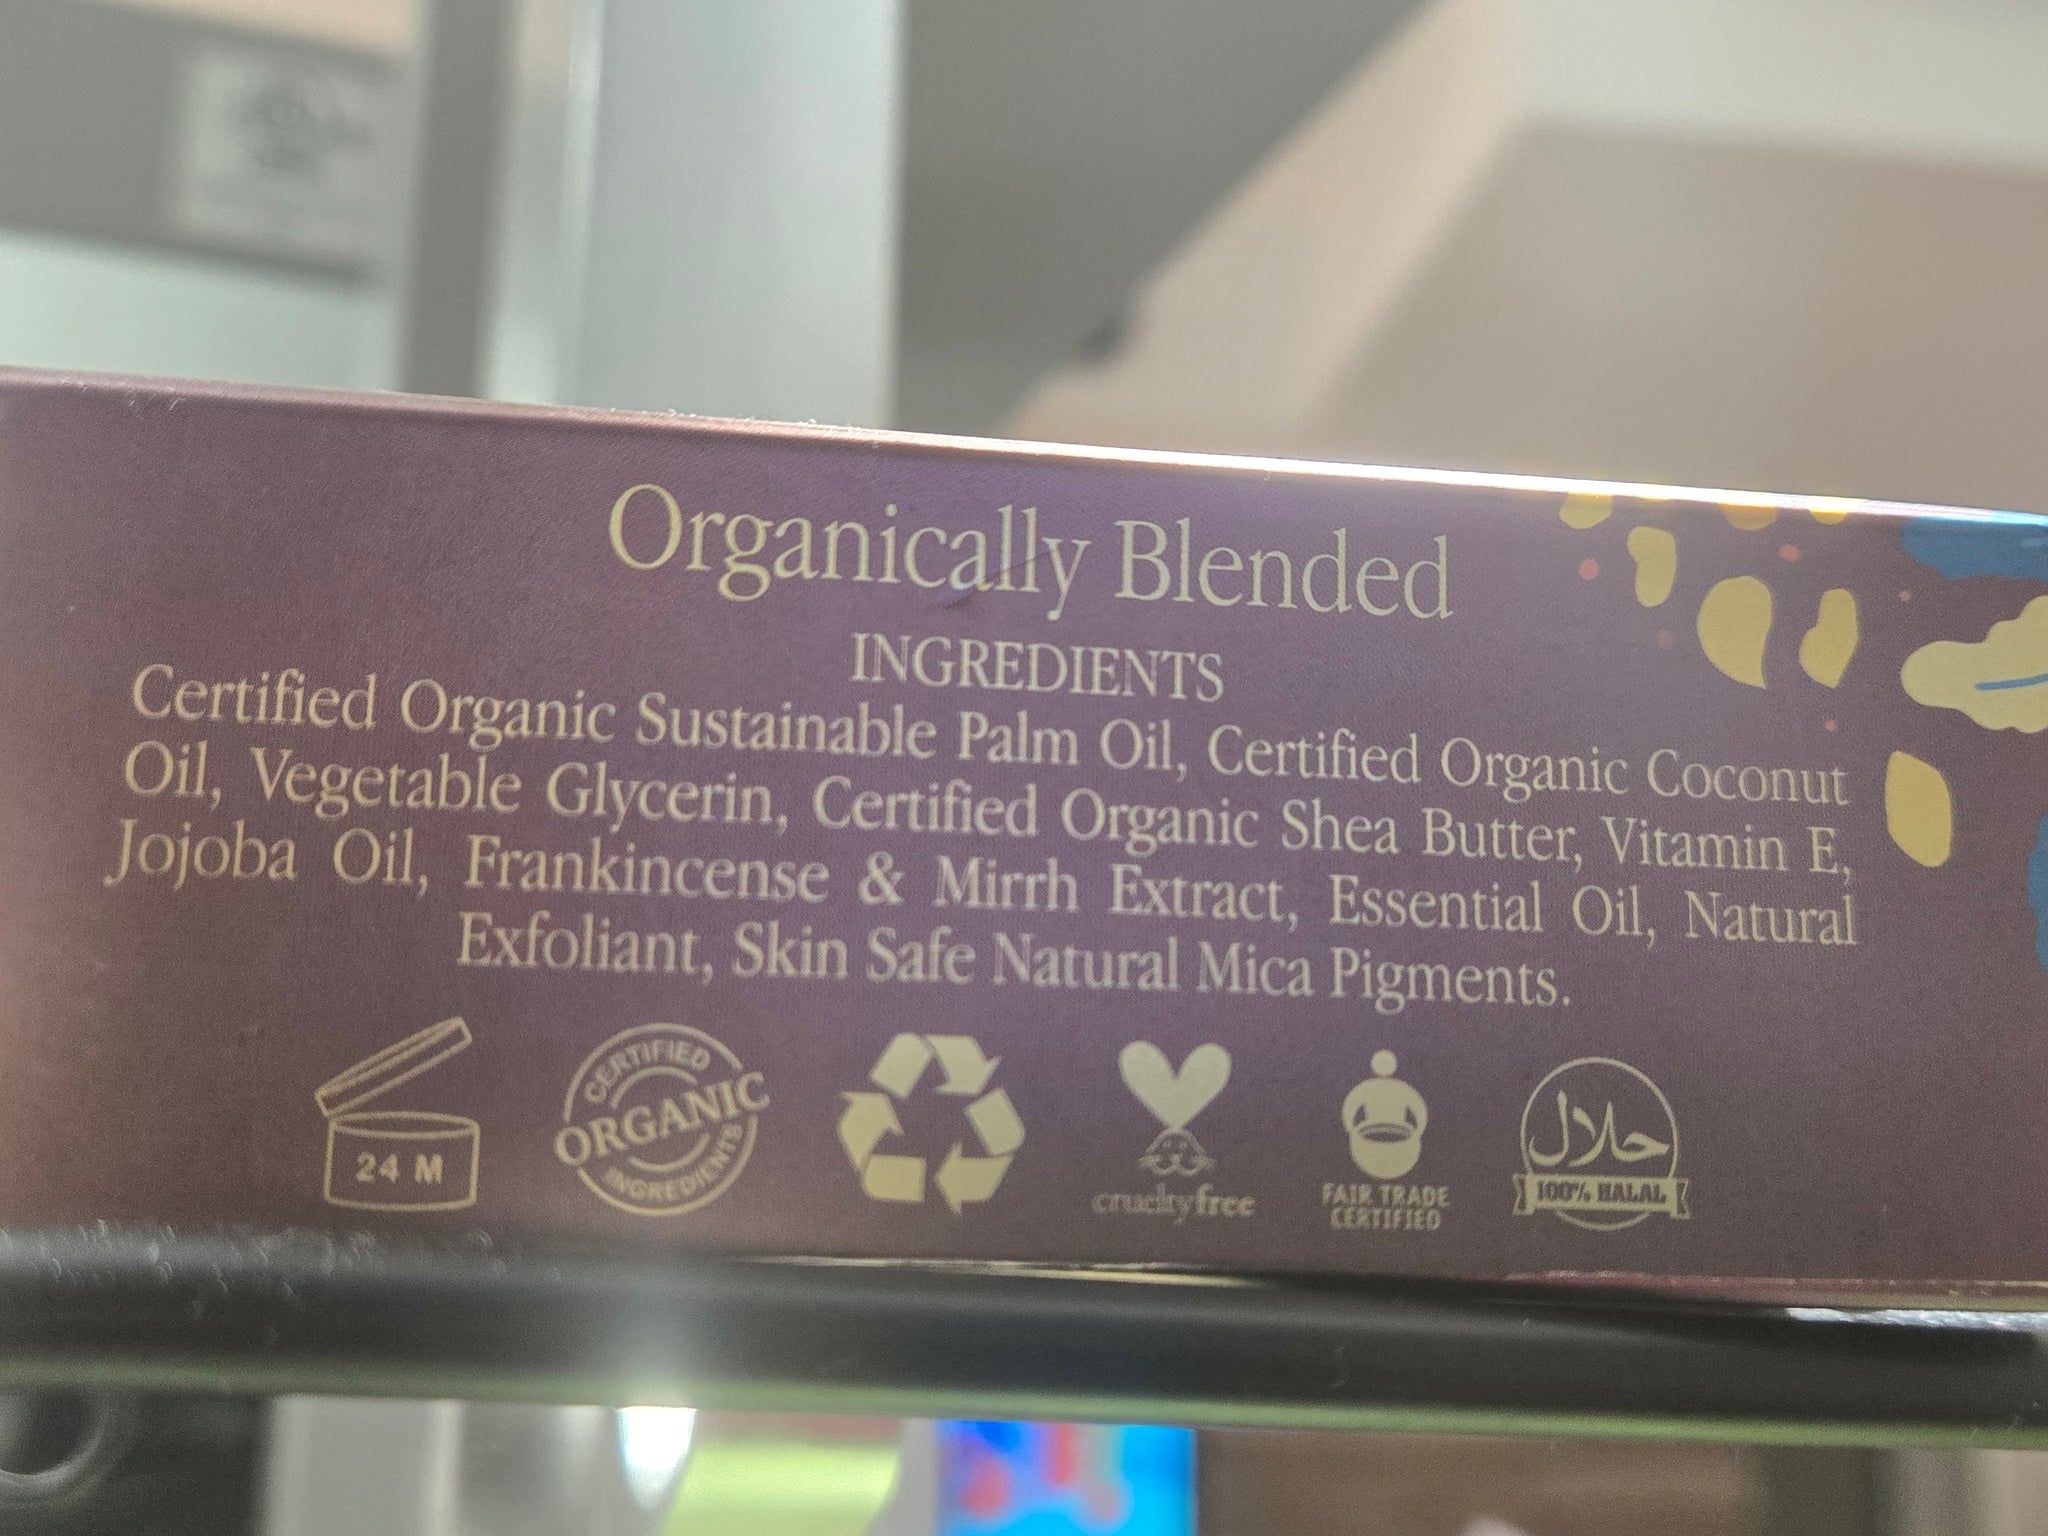 Organically Blended
INGREDIENTS
Certified Organic Sustainable Palm Oil, Certified Organic Coconut
Oil, Vegetable Glycerin, Certified Organic Shea Butter, Vitamin E,
Jojoba Oil, Frankincense & Mirrh Extract, Essential Oil, Natural
Exfoliant, Skin Safe Natural Mica Pigments.
24 M
CERTIFIED
ORGANIC
INGREDIENTS
crueltyfree
FAIR TRADE
CERTIFIED
حلال
100% HALAL